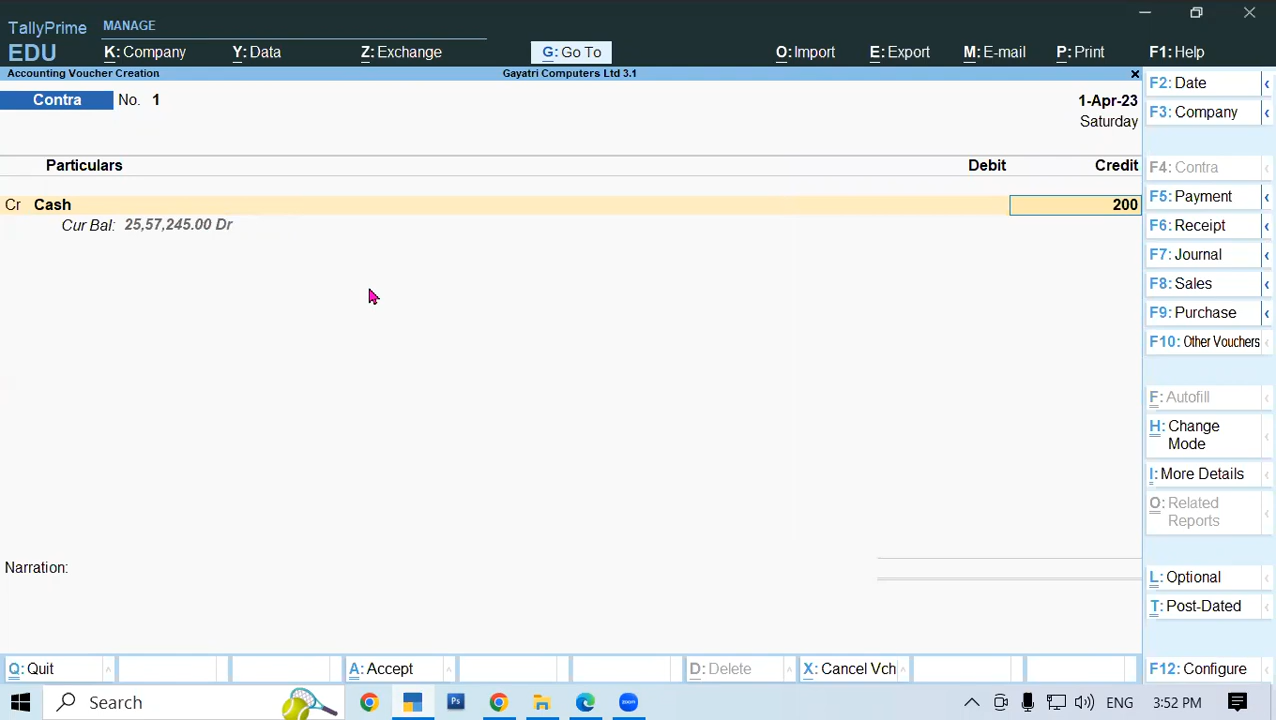 TallyPrime MANAGE
EDU K: Company Y: Data Z: Exchange G: Go To O: Import E: Export M: E-mail P: Print F1: Help
Accounting Voucher Creation Gayatri Computers Ltd 3.1 ×
Contra No. 1 1-Apr-23
Saturday
Particulars Debit Credit
Cr Cash 200
Cur Bal: 25,57,245.00 Dr
Narration:
F2: Date
F3: Company
F4: Contra
F5: Payment
F6: Receipt
F7: Journal
F8: Sales
F9: Purchase
F10: Other Vouchers
F: Autofill
H: Change
Mode
I: More Details
O: Related
Reports
L: Optional
T: Post-Dated
Q: Quit A: Accept D: Delete X: Cancel Vch F12: Configure
Search Ps zoom ENG 3:52 PM